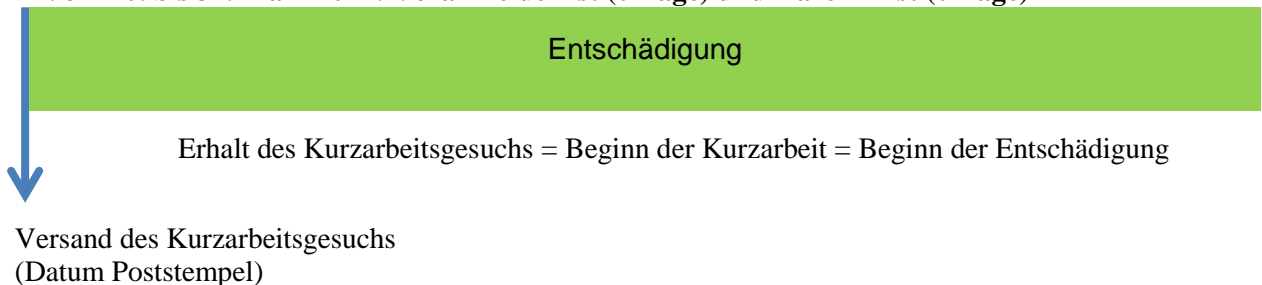 Entschädigung
Erhalt des Kurzarbeitsgesuchs = Beginn der Kurzarbeit = Beginn der Entschädigung
Versand des Kurzarbeitsgesuchs
(Datum Poststempel)